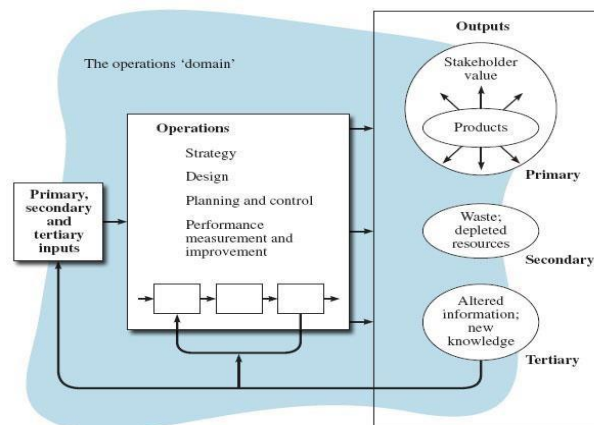 The operations ‘domain’
Primary,
secondary
and
tertiary
inputs
Operations
Strategy
Design
Planning and control
Performance
measurement and
improvement
Outputs
Stakeholder
value
Products
Primary
Waste;
depleted
resources
Secondary
Altered
information;
new
knowledge
Tertiary